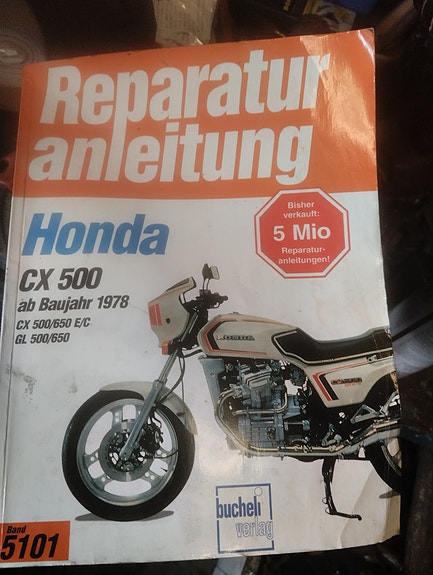 Reparatur
anleitung
Bisher
verkauft:
5 Mio
Reparatur-
anleitungen!
Honda
CX 500
ab Baujahr 1978
CX 500/650 E/C
GL 500/650
HONDA
bucheli
verlag
Band
5101